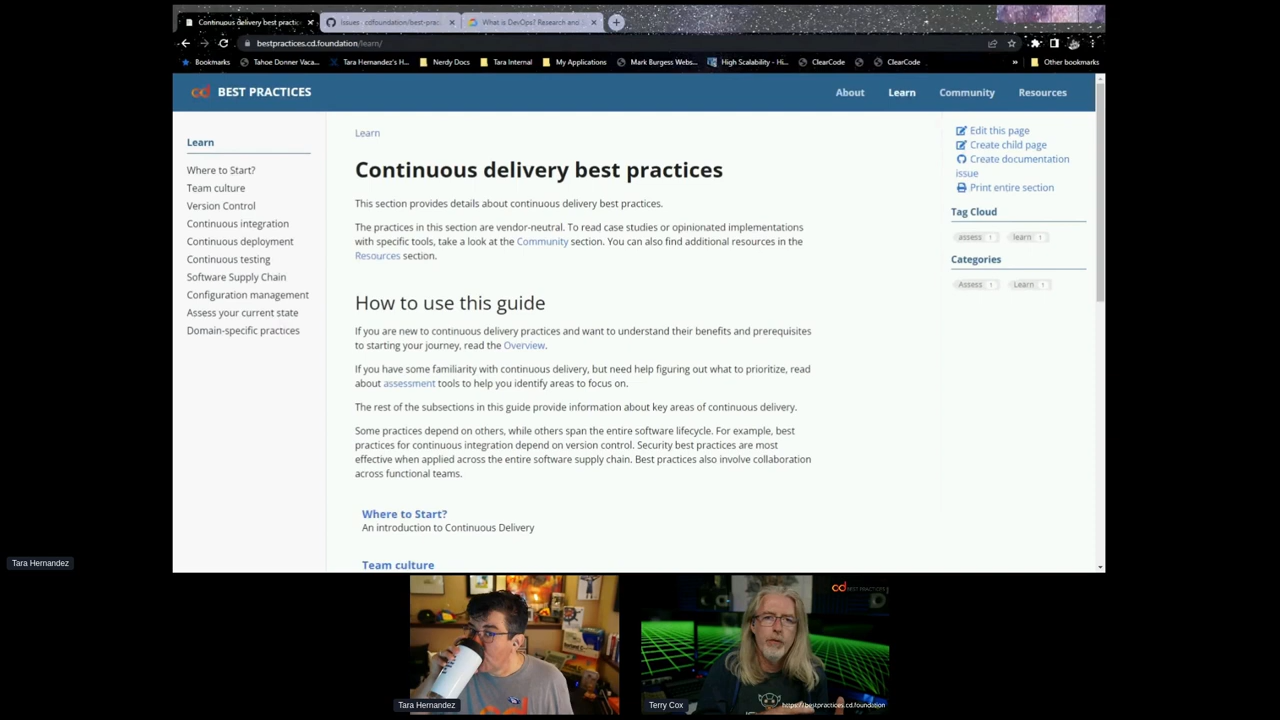 Continuous delivery best practic
Issues · cdfoundation/best-prac
What is DevOps? Research and
bestpractices.cd.foundation/learn/
Bookmarks
Tahoe Donner Vaca...
Tara Hernandez's H...
Nerdy Docs
Tara Internal
My Applications
Mark Burgess Webs...
High Scalability - Hi...
ClearCode
ClearCode
»
Other bookmarks
cd BEST PRACTICES
About
Learn
Community
Resources
Learn
Where to Start?
Team culture
Version Control
Continuous integration
Continuous deployment
Continuous testing
Software Supply Chain
Configuration management
Assess your current state
Domain-specific practices
Learn
Continuous delivery best practices
This section provides details about continuous delivery best practices.
The practices in this section are vendor-neutral. To read case studies or opinionated implementations
with specific tools, take a look at the Community section. You can also find additional resources in the
Resources section.
How to use this guide
If you are new to continuous delivery practices and want to understand their benefits and prerequisites
to starting your journey, read the Overview.
If you have some familiarity with continuous delivery, but need help figuring out what to prioritize, read
about assessment tools to help you identify areas to focus on.
The rest of the subsections in this guide provide information about key areas of continuous delivery.
Some practices depend on others, while others span the entire software lifecycle. For example, best
practices for continuous integration depend on version control. Security best practices are most
effective when applied across the entire software supply chain. Best practices also involve collaboration
across functional teams.
Where to Start?
An introduction to Continuous Delivery
Team culture
Edit this page
Create child page
Create documentation
issue
Print entire section
Tag Cloud
assess 1
learn 1
Categories
Assess 1
Learn 1
Tara Hernandez
Tara Hernandez
cd BEST PRACTICES
Terry Cox
https://bestpractices.cd.foundation